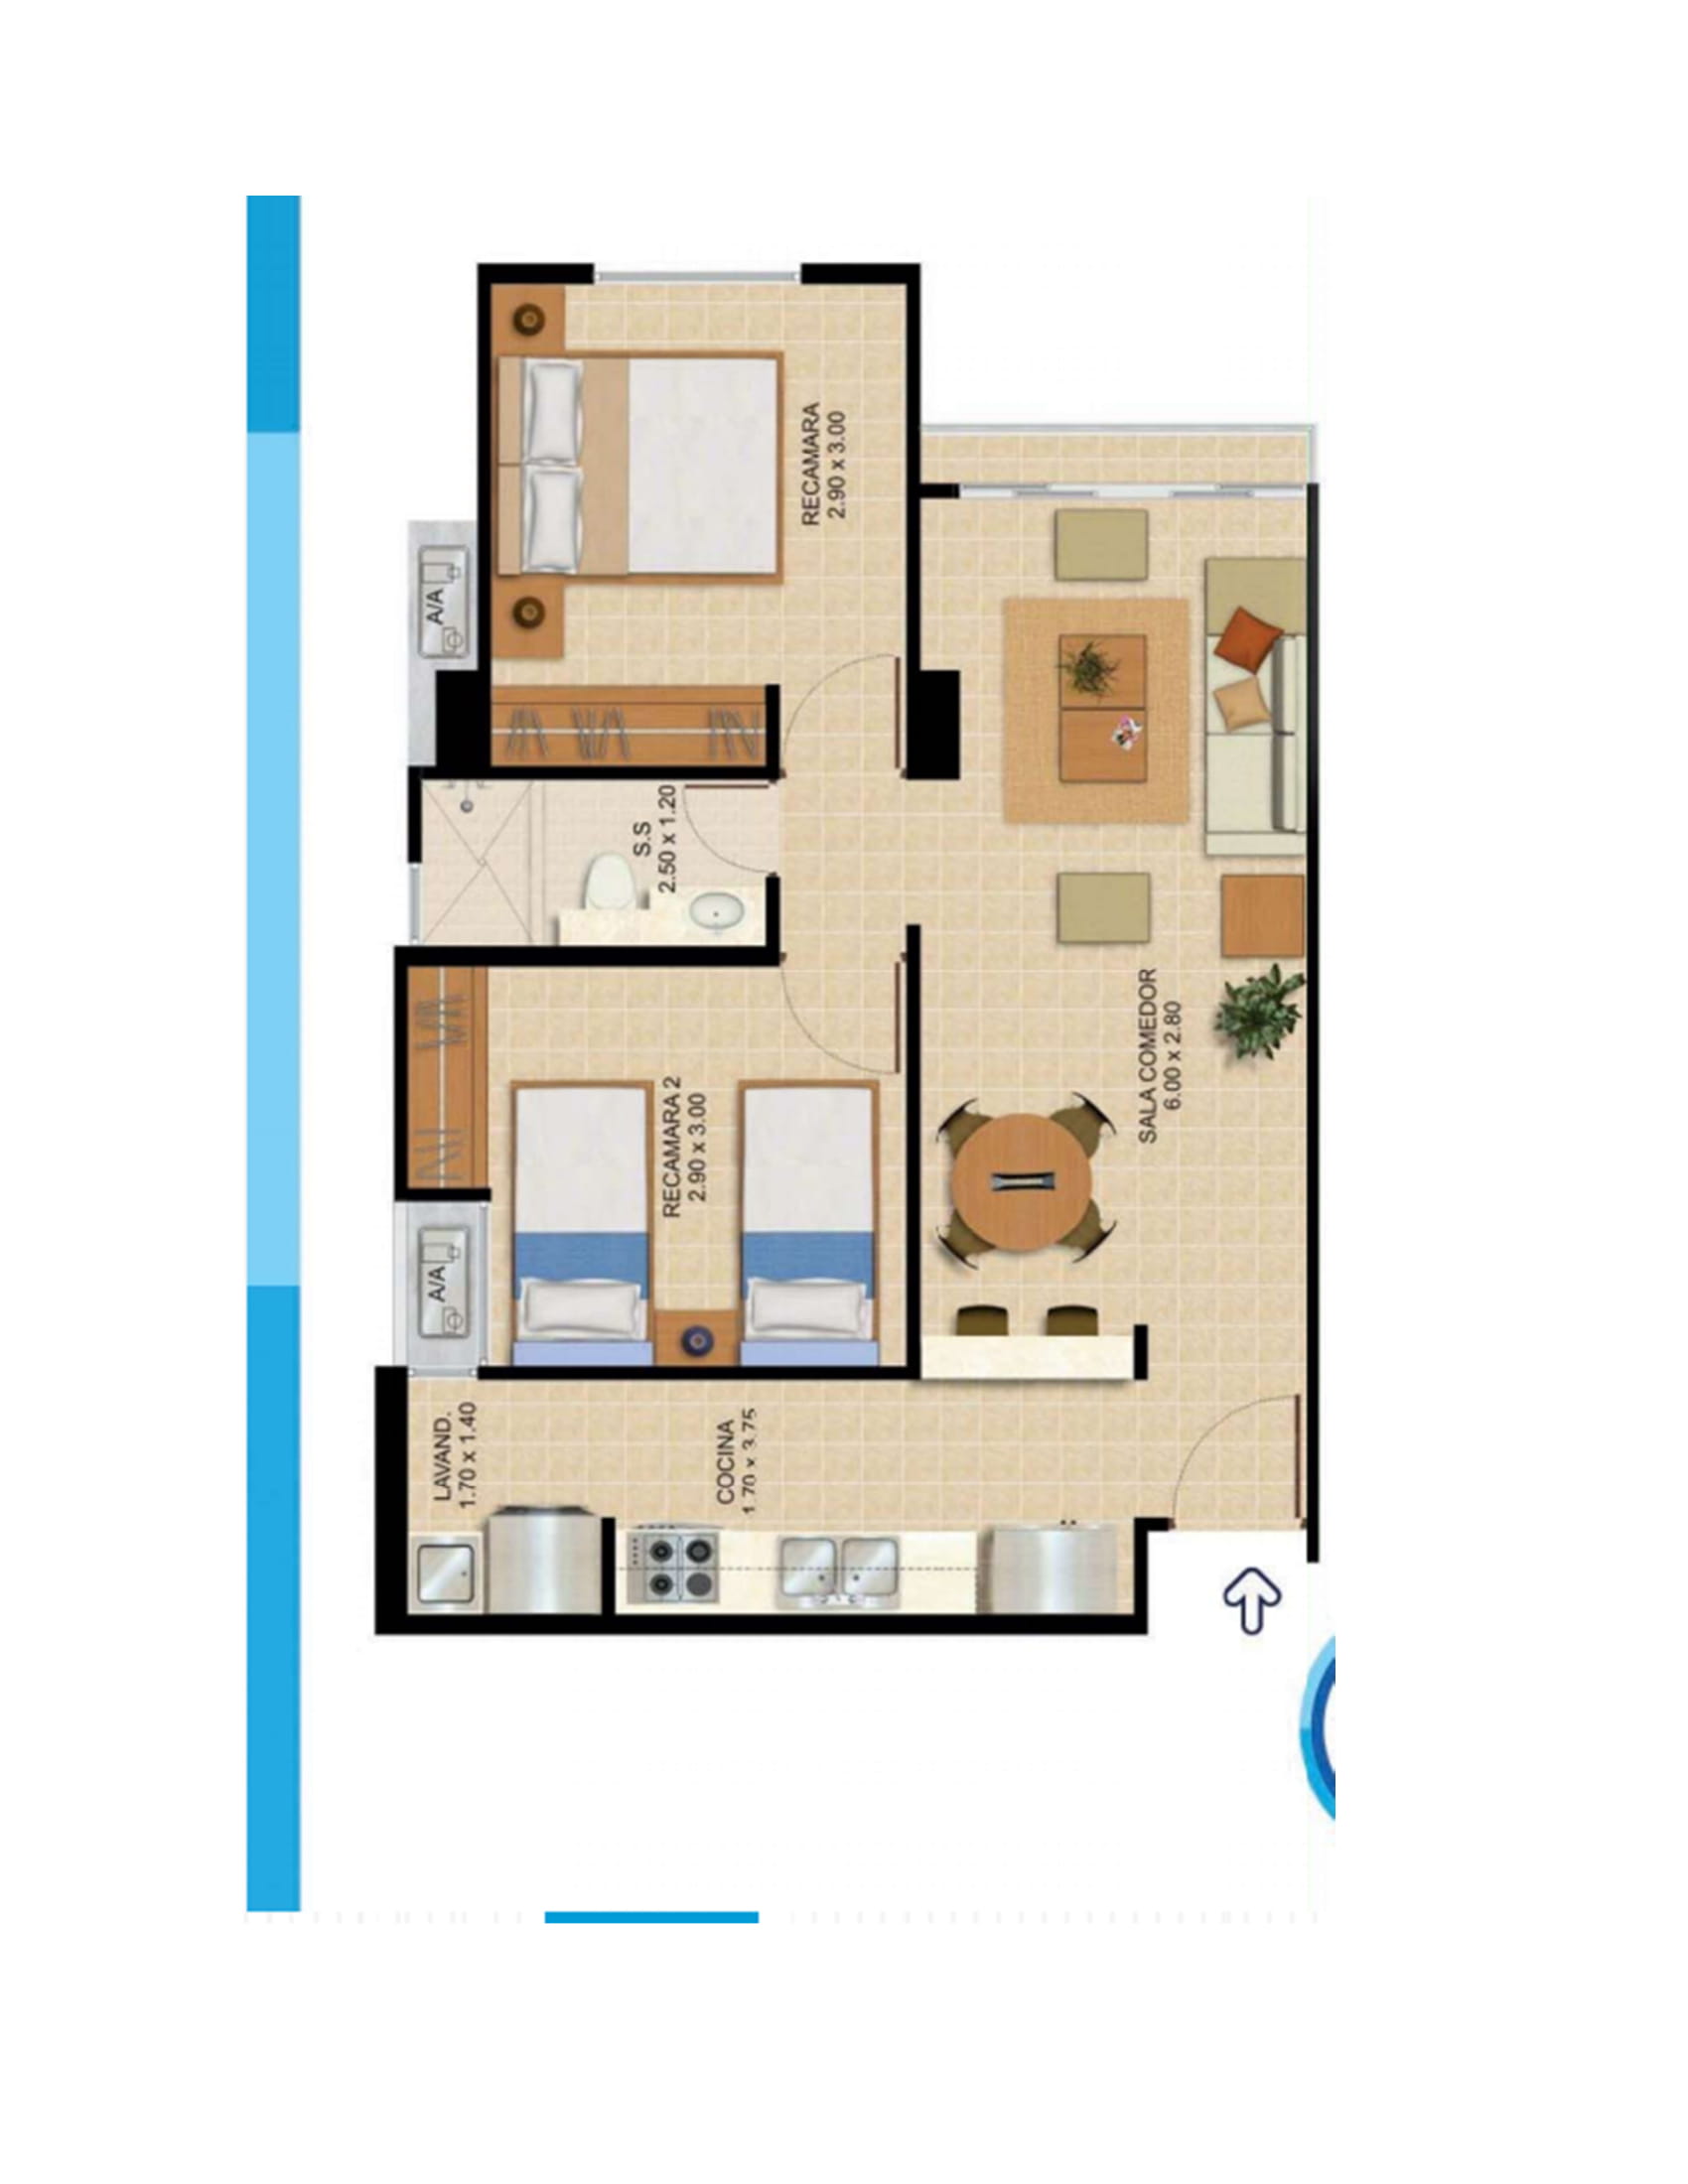 RECAMARA
2.90 x 3.00
A/A
S.S
2.50 x 1.20
SALA COMEDOR
6.00 x 2.80
RECAMARA 2
2.90 x 3.00
A/A
LAVAND.
1.70 x 1.40
COCINA
1.70 x 3.75